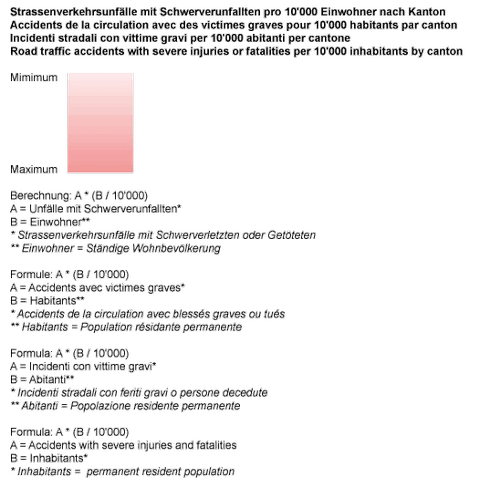 Strassenverkehrsunfälle mit Schwerverunfallten pro 10'000 Einwohner nach Kanton
Accidents de la circulation avec des victimes graves pour 10'000 habitants par canton
Incidenti stradali con vittime gravi per 10'000 abitanti per cantone
Road traffic accidents with severe injuries or fatalities per 10'000 inhabitants by canton
Mimimum
Maximum
Berechnung: A * (B / 10'000)
A = Unfälle mit Schwerverunfallten*
B = Einwohner**
* Strassenverkehrsunfälle mit Schwerverletzten oder Getöteten
** Einwohner = Ständige Wohnbevölkerung
Formule: A * (B / 10'000)
A = Accidents avec victimes graves*
B = Habitants**
* Accidents de la circulation avec blessés graves ou tués
** Habitants = Population résidante permanente
Formula: A * (B / 10'000)
A = Incidenti con vittime gravi*
B = Abitanti**
* Incidenti stradali con feriti gravi o persone decedute
** Abitanti = Popolazione residente permanente
Formula: A * (B / 10'000)
A = Accidents with severe injuries and fatalities
B = Inhabitants*
* Inhabitants = permanent resident population